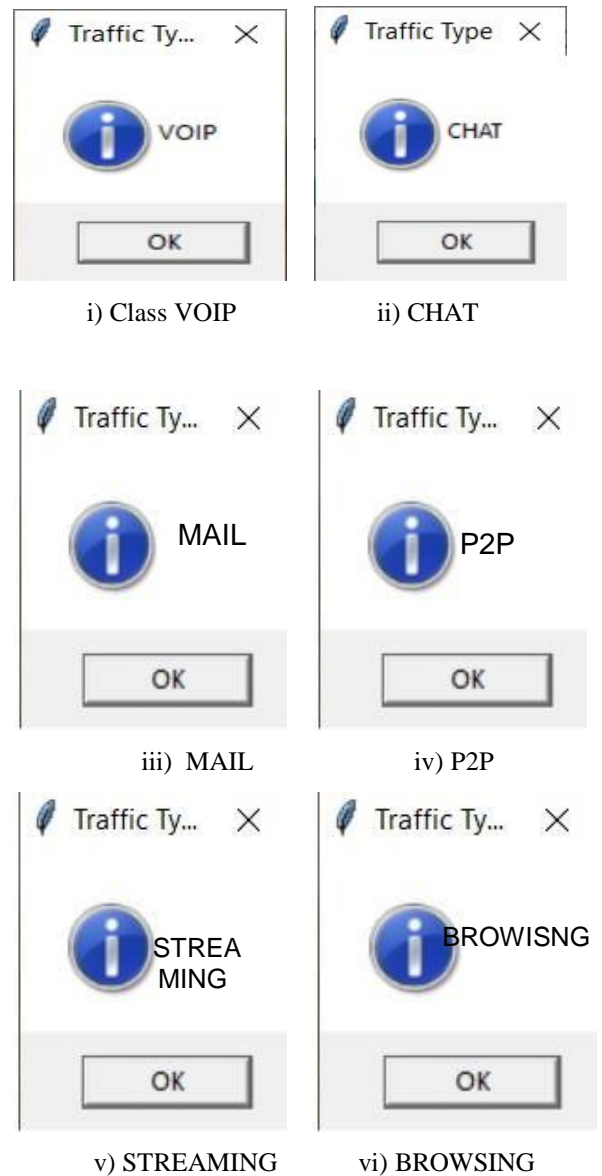 Traffic Ty...
Traffic Type
VOIP
CHAT
OK
OK
i) Class VOIP
ii) CHAT
Traffic Ty...
Traffic Ty...
MAIL
P2P
OK
OK
iii) MAIL
iv) P2P
Traffic Ty...
Traffic Ty...
STREA
MING
BROWISNG
OK
OK
v) STREAMING
vi) BROWSING